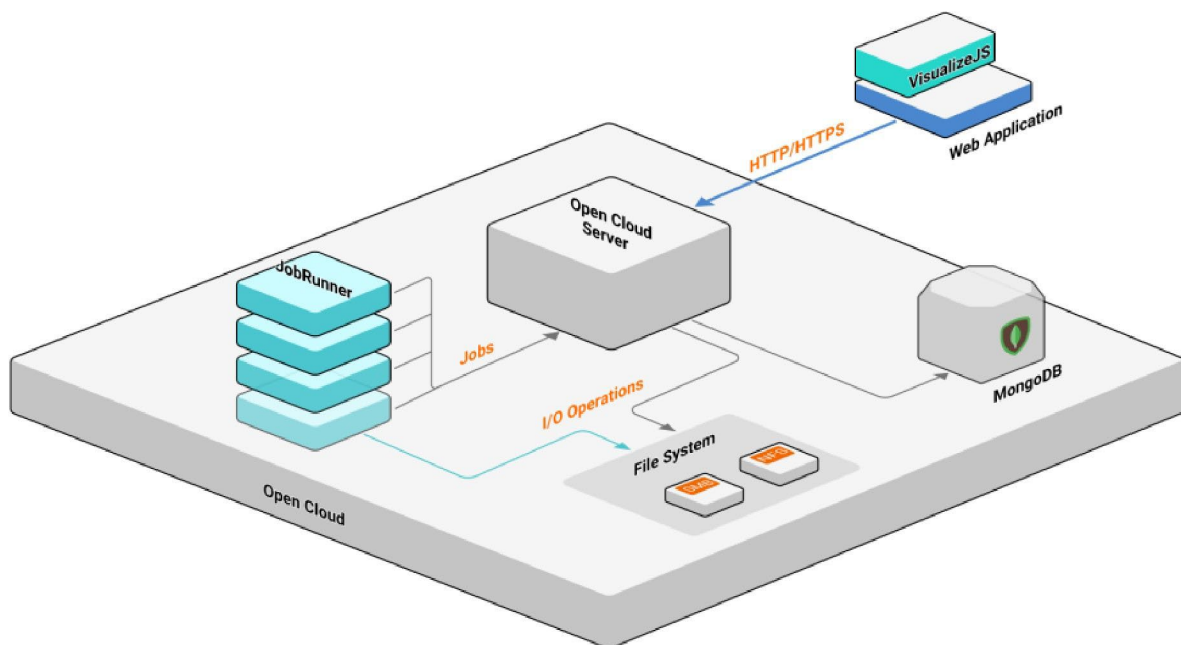 VisualizeJS
Web Application
HTTP/HTTPS
Open Cloud
Server
JobRunner
Jobs
MongoDB
I/O Operations
File System
Open Cloud